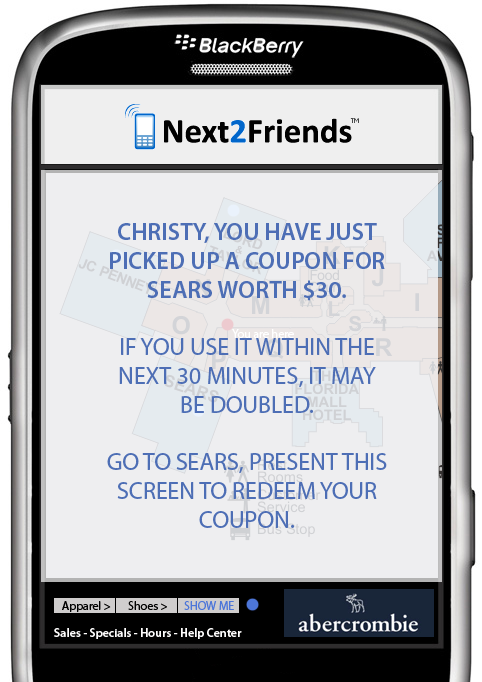 BlackBerry
Next2Friends™
CHRISTY, YOU HAVE JUST
PICKED UP A COUPON FOR
SEARS WORTH $30.
IF YOU USE IT WITHIN THE
NEXT 30 MINUTES, IT MAY
BE DOUBLED.
GO TO SEARS, PRESENT THIS
SCREEN TO REDEEM YOUR
COUPON.
JC PENNEY
LORD
Food
K
J
I
M
L
S
O
P
R
You are here
SEARS
THE
FLORIDA
MALL
HOTEL
Rooms
Service
Bus Stop
Apparel > Shoes > SHOW ME
Sales - Specials - Hours - Help Center
abercrombie